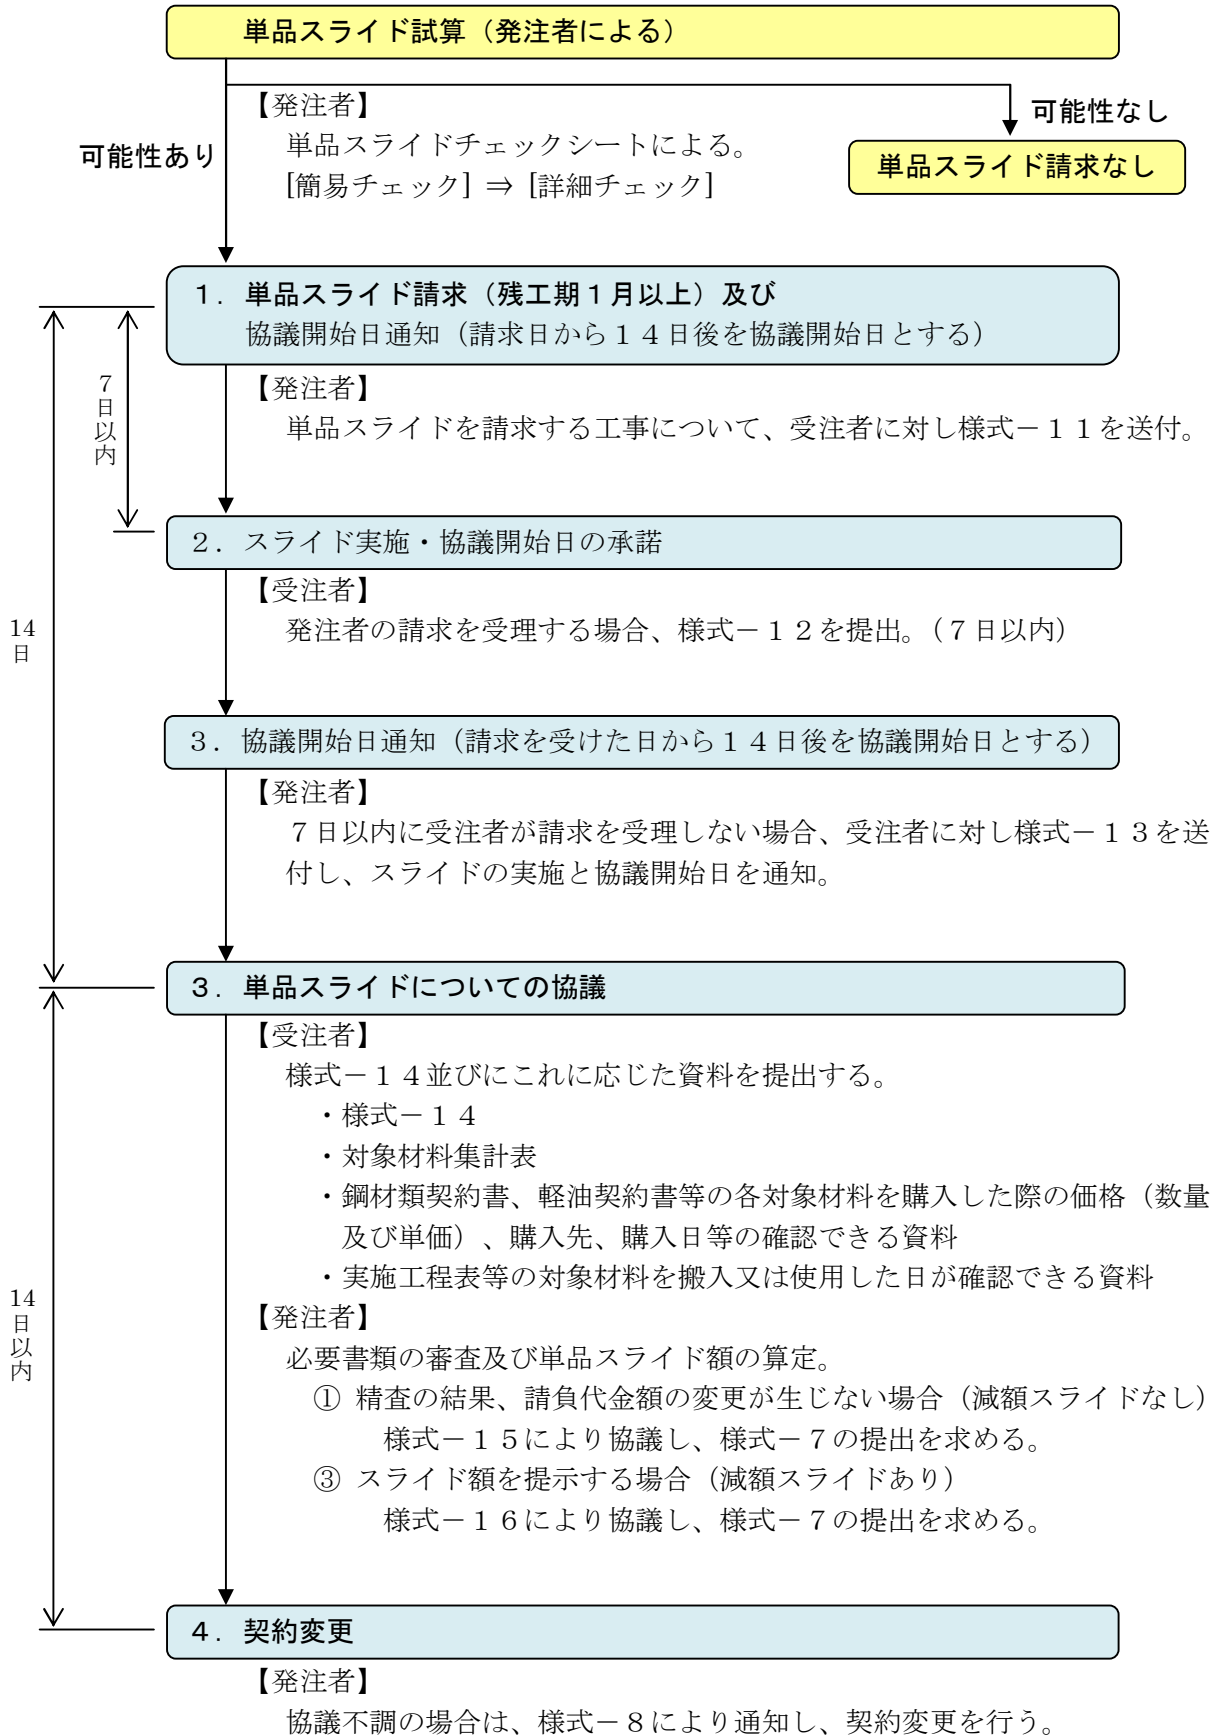 単品スライド試算（発注者による）
【発注者】
可能性なし
可能性あり
単品スライドチェックシートによる。
単品スライド請求なし
[簡易チェック] ⇒ [詳細チェック]
１．単品スライド請求（残工期１月以上）及び
協議開始日通知（請求日から１４日後を協議開始日とする）
7日以内
【発注者】
単品スライドを請求する工事について、受注者に対し様式－１１を送付。
２．スライド実施・協議開始日の承諾
【受注者】
発注者の請求を受理する場合、様式－１２を提出。（７日以内）
14日
３．協議開始日通知（請求を受けた日から１４日後を協議開始日とする）
【発注者】
７日以内に受注者が請求を受理しない場合、受注者に対し様式－１３を送
付し、スライドの実施と協議開始日を通知。
３．単品スライドについての協議
【受注者】
様式－１４並びにこれに応じた資料を提出する。
・様式－１４
・対象材料集計表
・鋼材類契約書、軽油契約書等の各対象材料を購入した際の価格（数量
及び単価）、購入先、購入日等の確認できる資料
・実施工程表等の対象材料を搬入又は使用した日が確認できる資料
14日以内
【発注者】
必要書類の審査及び単品スライド額の算定。
① 精査の結果、請負代金額の変更が生じない場合（減額スライドなし）
様式－１５により協議し、様式－７の提出を求める。
③ スライド額を提示する場合（減額スライドあり）
様式－１６により協議し、様式－７の提出を求める。
４．契約変更
【発注者】
協議不調の場合は、様式－８により通知し、契約変更を行う。